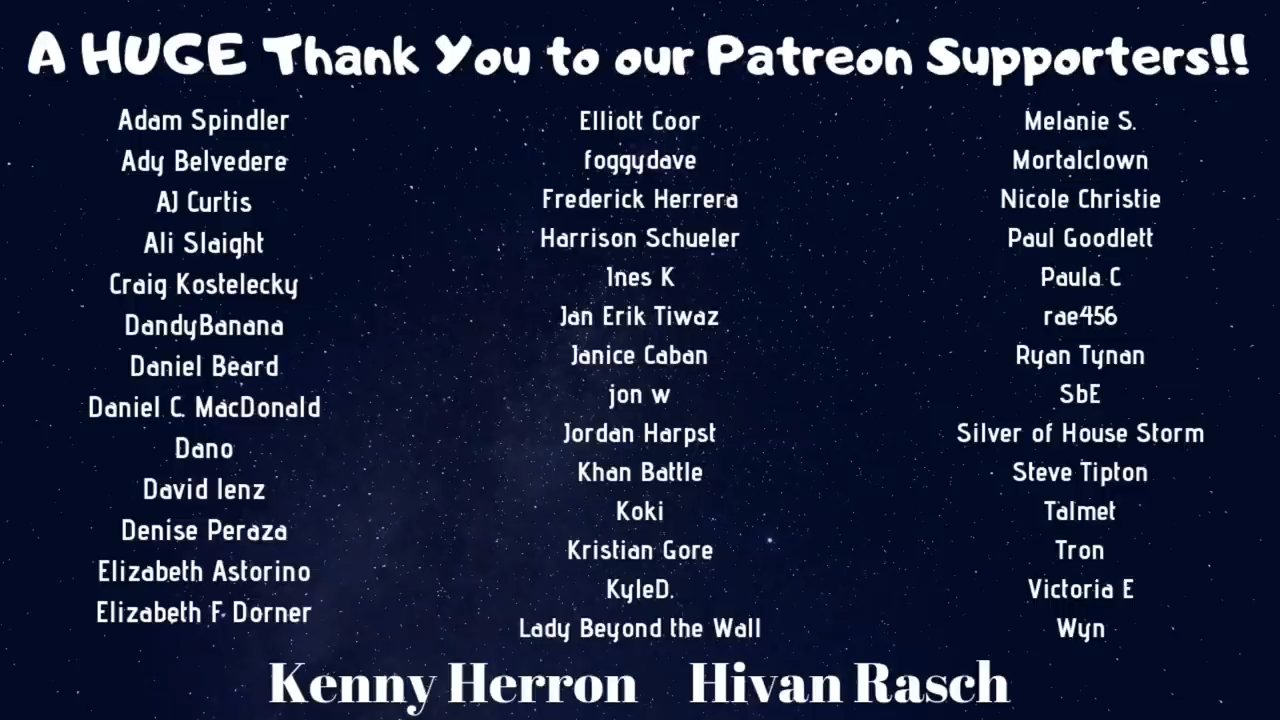 A HUGE Thank You to our Patreon Supporters!!
Adam Spindler
Ady Belvedere
AJ Curtis
Ali Slaight
Craig Kostelecky
DandyBanana
Daniel Beard
Daniel C. MacDonald
Dano
David lenz
Denise Peraza
Elizabeth Astorino
Elizabeth F Dorner
Elliott Coor
foggydave
Frederick Herrera
Harrison Schueler
Ines K
Jan Erik Tiwaz
Janice Caban
jon w
Jordan Harpst
Khan Battle
Koki
Kristian Gore
KyleD.
Lady Beyond the Wall
Melanie S.
Mortalclown
Nicole Christie
Paul Goodlett
Paula C
rae456
Ryan Tynan
SbE
Silver of House Storm
Steve Tipton
Talmet
Tron
Victoria E
Wyn
Kenny Herron Hivan Rasch